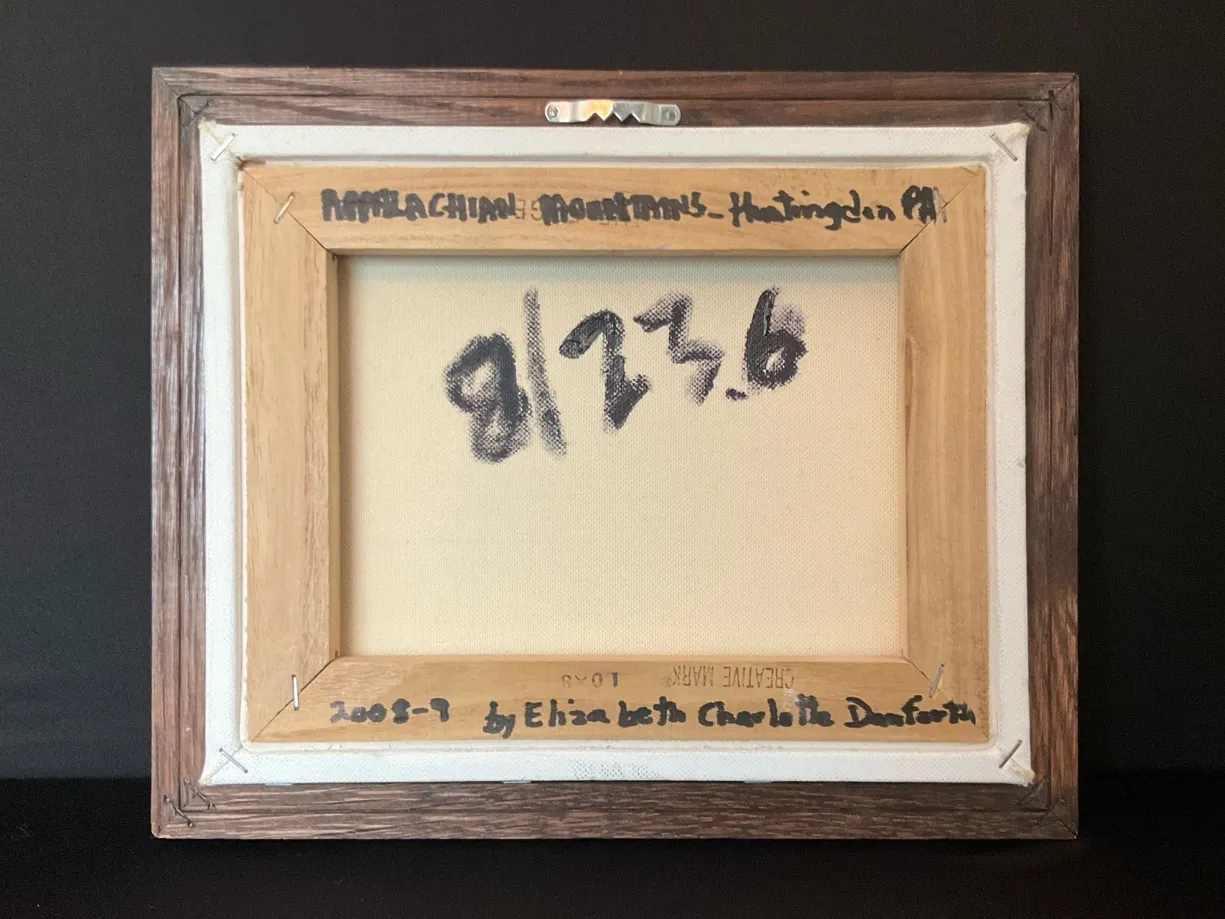 APPALACHIAN MOUNTAINS - Huntingdon PA
8/23.6
CREATIVE MARK®
10X8
2008-9 by Elizabeth Charlotte Danforth